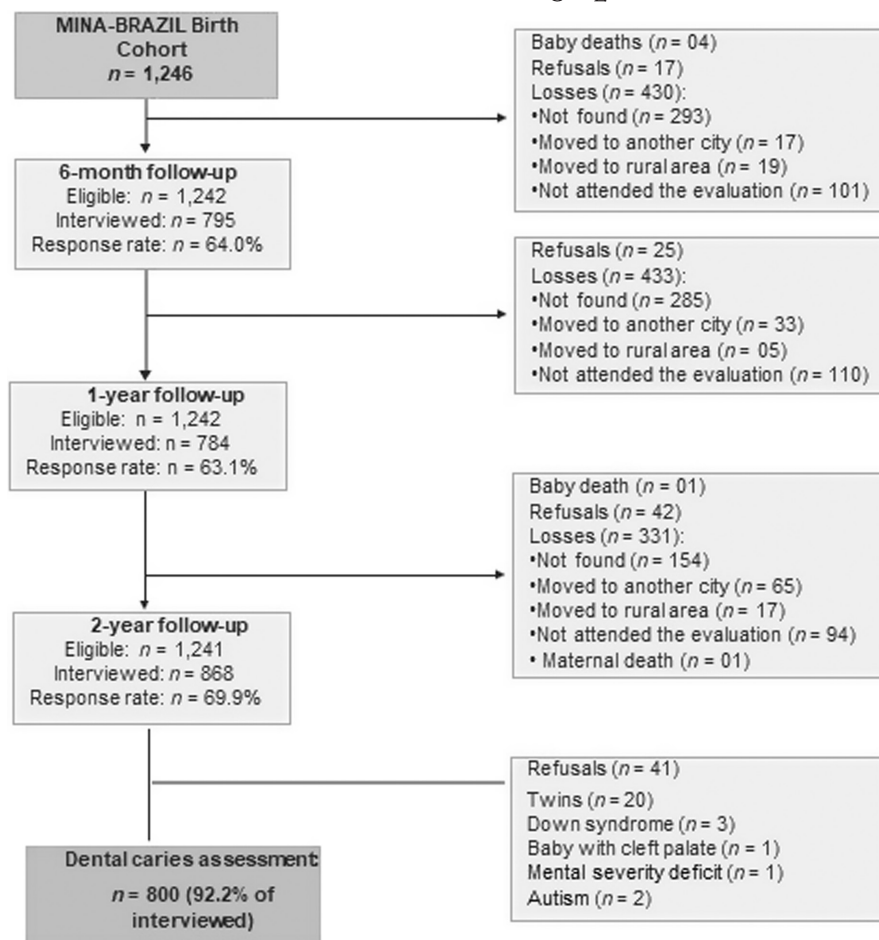 MINA-BRAZIL Birth
Cohort
n = 1,246
Baby deaths (n = 04)
Refusals (n = 17)
Losses (n = 430):
•Not found (n = 293)
•Moved to another city (n = 17)
•Moved to rural area (n = 19)
•Not attended the evaluation (n = 101)
6-month follow-up
Eligible: n = 1,242
Interviewed: n = 795
Response rate: n = 64.0%
Refusals (n = 25)
Losses (n = 433):
•Not found (n = 285)
•Moved to another city (n = 33)
•Moved to rural area (n = 05)
•Not attended the evaluation (n = 110)
1-year follow-up
Eligible: n = 1,242
Interviewed: n = 784
Response rate: n = 63.1%
Baby death (n = 01)
Refusals (n = 42)
Losses (n = 331):
•Not found (n = 154)
•Moved to another city (n = 65)
•Moved to rural area (n = 17)
•Not attended the evaluation (n = 94)
• Maternal death (n = 01)
2-year follow-up
Eligible: n = 1,241
Interviewed: n = 868
Response rate: n = 69.9%
Refusals (n = 41)
Twins (n = 20)
Down syndrome (n = 3)
Baby with cleft palate (n = 1)
Mental severity deficit (n = 1)
Autism (n = 2)
Dental caries assessment:
n = 800 (92.2% of
interviewed)